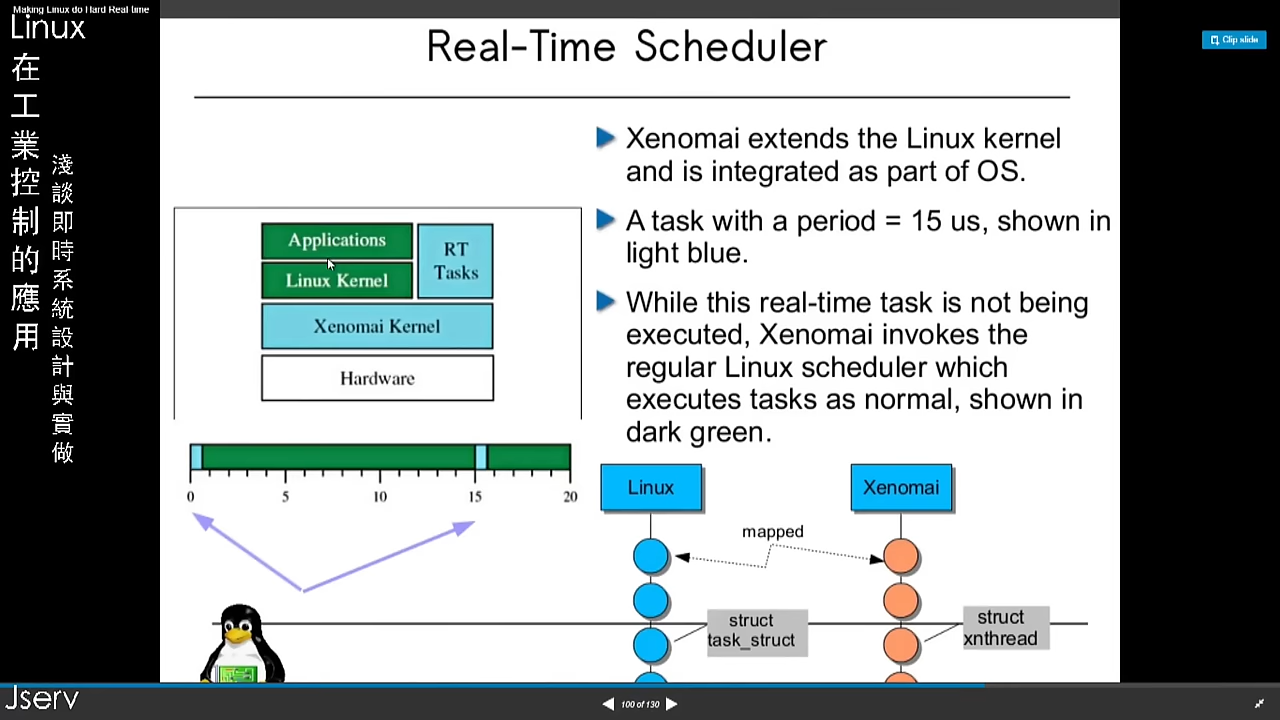 Making Linux do Hard Real-time
Linux
在工業控制的應用
淺談即時系統設計與實做
Clip slide
Real-Time Scheduler
Xenomai extends the Linux kernel
and is integrated as part of OS.
A task with a period = 15 us, shown in
light blue.
While this real-time task is not being
executed, Xenomai invokes the
regular Linux scheduler which
executes tasks as normal, shown in
dark green.
Applications
RT
Tasks
Linux Kernel
Xenomai Kernel
Hardware
0 5 10 15 20
Linux
Xenomai
mapped
struct
task_struct
struct
xnthread
Jserv
100 of 130